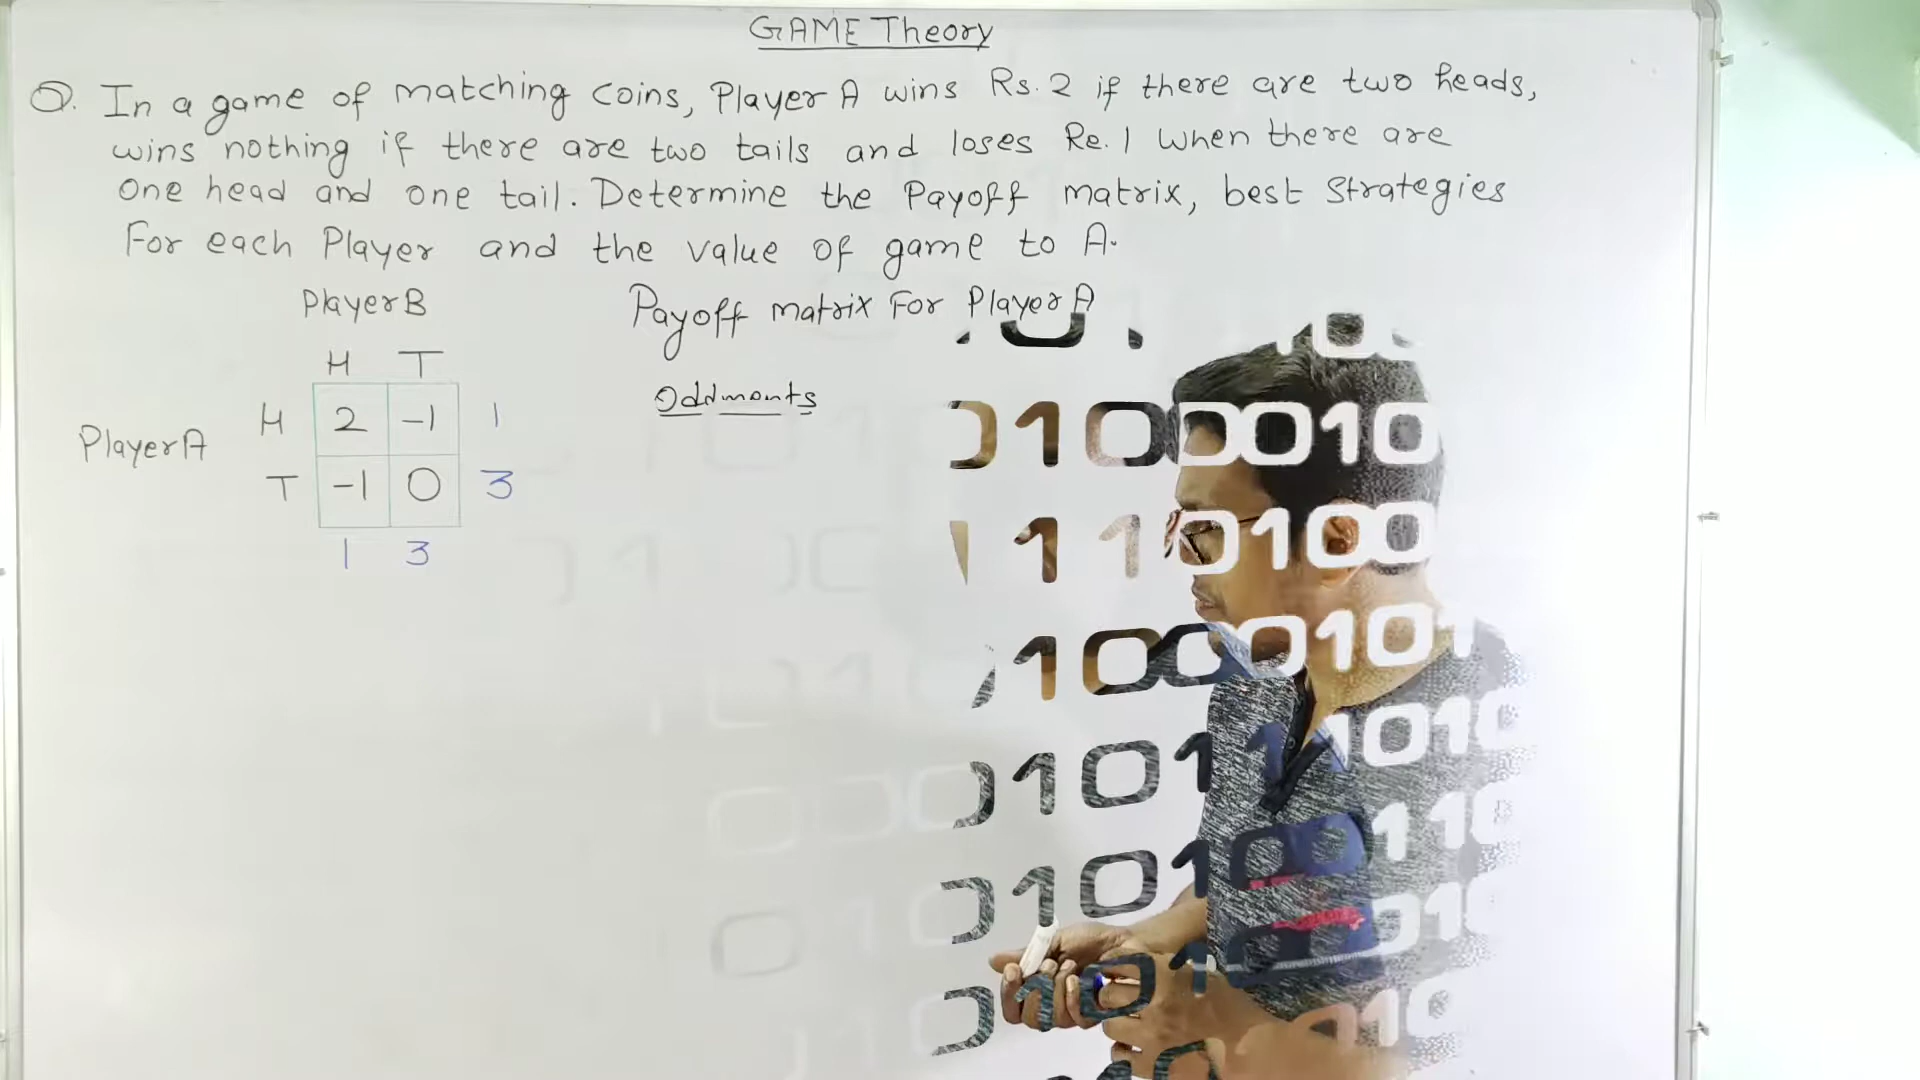 GAME Theory
Q. In a game of matching coins, Player A wins Rs. 2 if there are two heads,
wins nothing if there are two tails and loses Re. 1 when there are
one head and one tail. Determine the Payoff matrix, best strategies
For each Player and the value of game to A.
Player B
Payoff matrix For Player A
H T
Oddments
Player A
H 2 -1 1
T -1 0 3
1 3